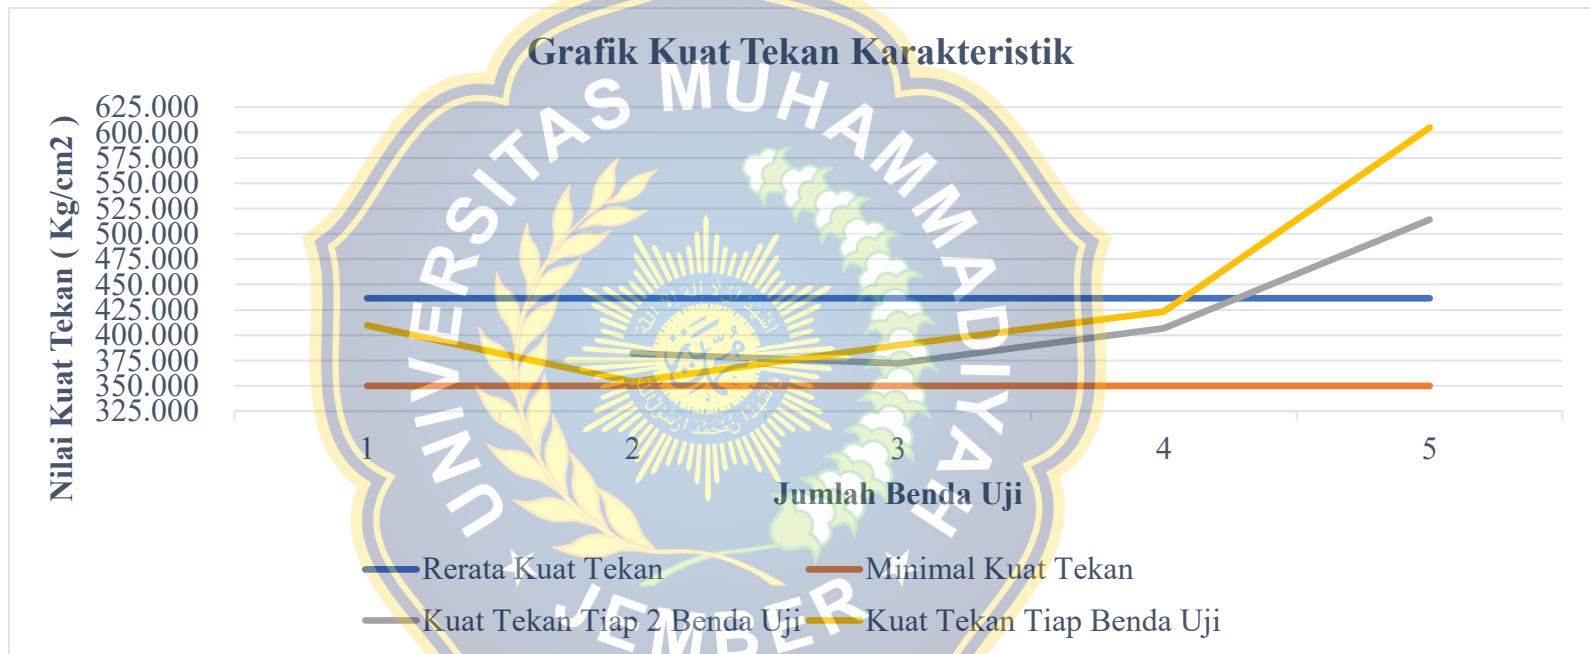 Grafik Kuat Tekan Karakteristik
Nilai Kuat Tekan ( Kg/cm2 )
625.000
600.000
575.000
550.000
525.000
500.000
475.000
450.000
425.000
400.000
375.000
350.000
325.000
1 2 3 4 5
Jumlah Benda Uji
Rerata Kuat Tekan
Minimal Kuat Tekan
Kuat Tekan Tiap 2 Benda Uji
Kuat Tekan Tiap Benda Uji
UNIVERSITAS MUHAMMADIYAH
JEMBER